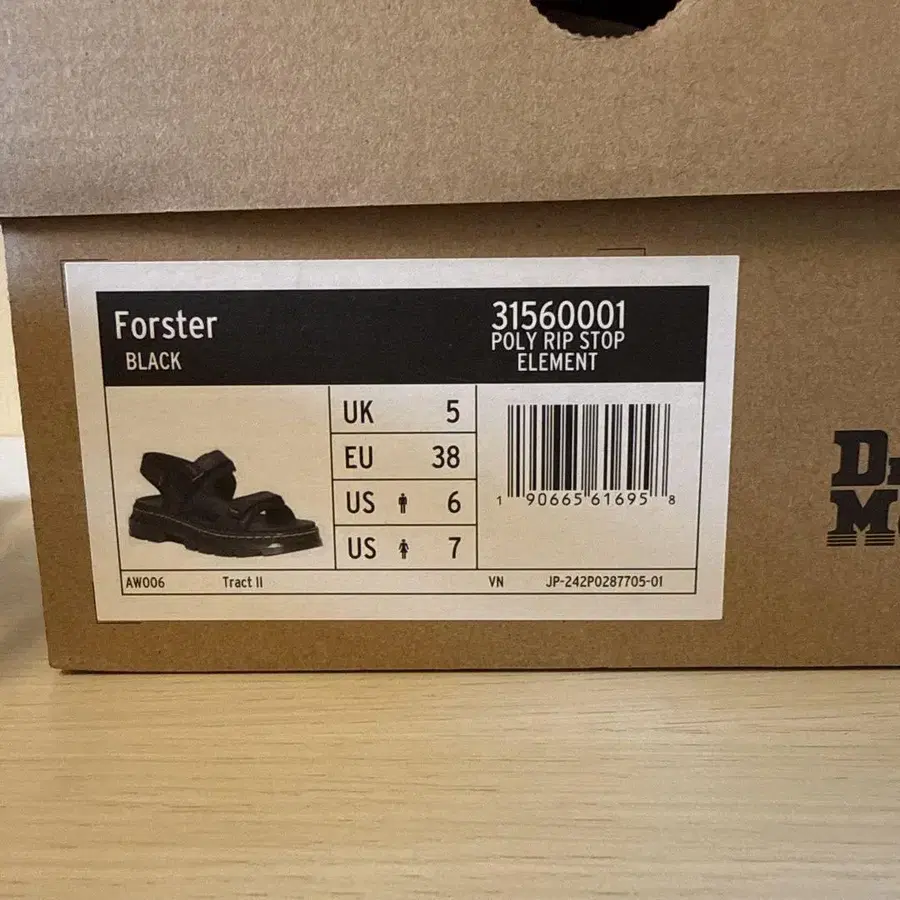 Forster
BLACK
31560001
POLY RIP STOP
ELEMENT
UK 5
EU 38
US 6
US 7
1 90665 61695 8
AW006 Tract II VN JP-242P0287705-01